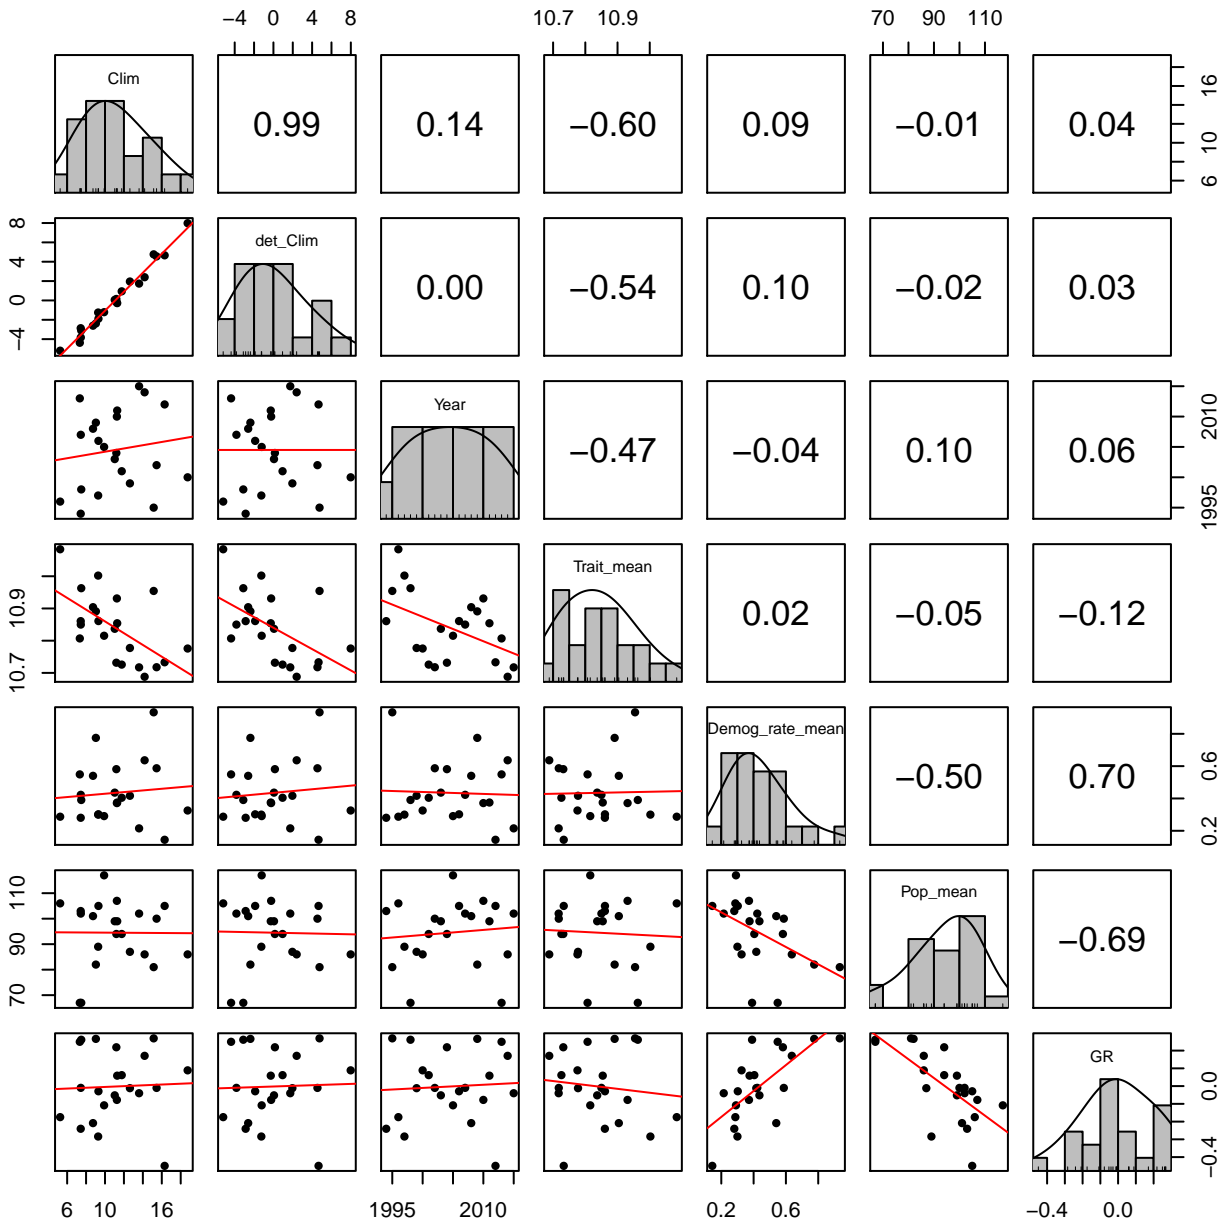 −4 0 4 8 10.7 10.9 70 90 110
Clim 0.99 0.14 −0.60 0.09 −0.01 0.04
6 10 16
det_Clim 0.00 −0.54 0.10 −0.02 0.03
−4 0 4 8
Year −0.47 −0.04 0.10 0.06
1995 2010
Trait_mean 0.02 −0.05 −0.12
10.7 10.9
Demog_rate_mean −0.50 0.70
0.2 0.6
Pop_mean −0.69
70 90 110
GR
−0.4 0.0
6 10 16 1995 2010 0.2 0.6 −0.4 0.0